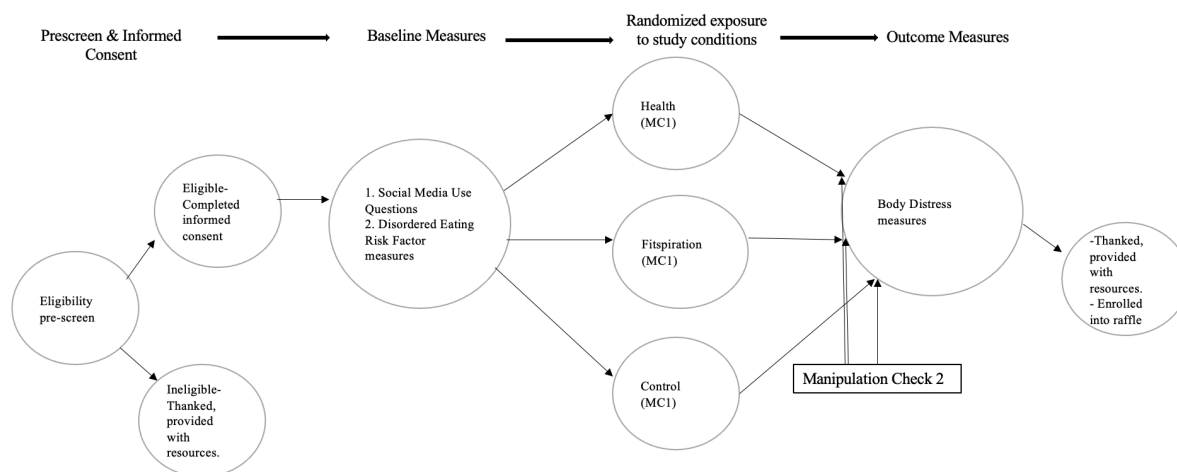 Prescreen & Informed
Consent
Baseline Measures
Randomized exposure
to study conditions
Outcome Measures
Eligibility
pre-screen
Eligible-
Completed
informed
consent
Ineligible-
Thanked,
provided
with
resources.
1. Social Media Use
Questions
2. Disordered Eating
Risk Factor
measures
Health
(MC1)
Fitspiration
(MC1)
Control
(MC1)
Body Distress
measures
Manipulation Check 2
-Thanked,
provided
with
resources.
- Enrolled
into raffle